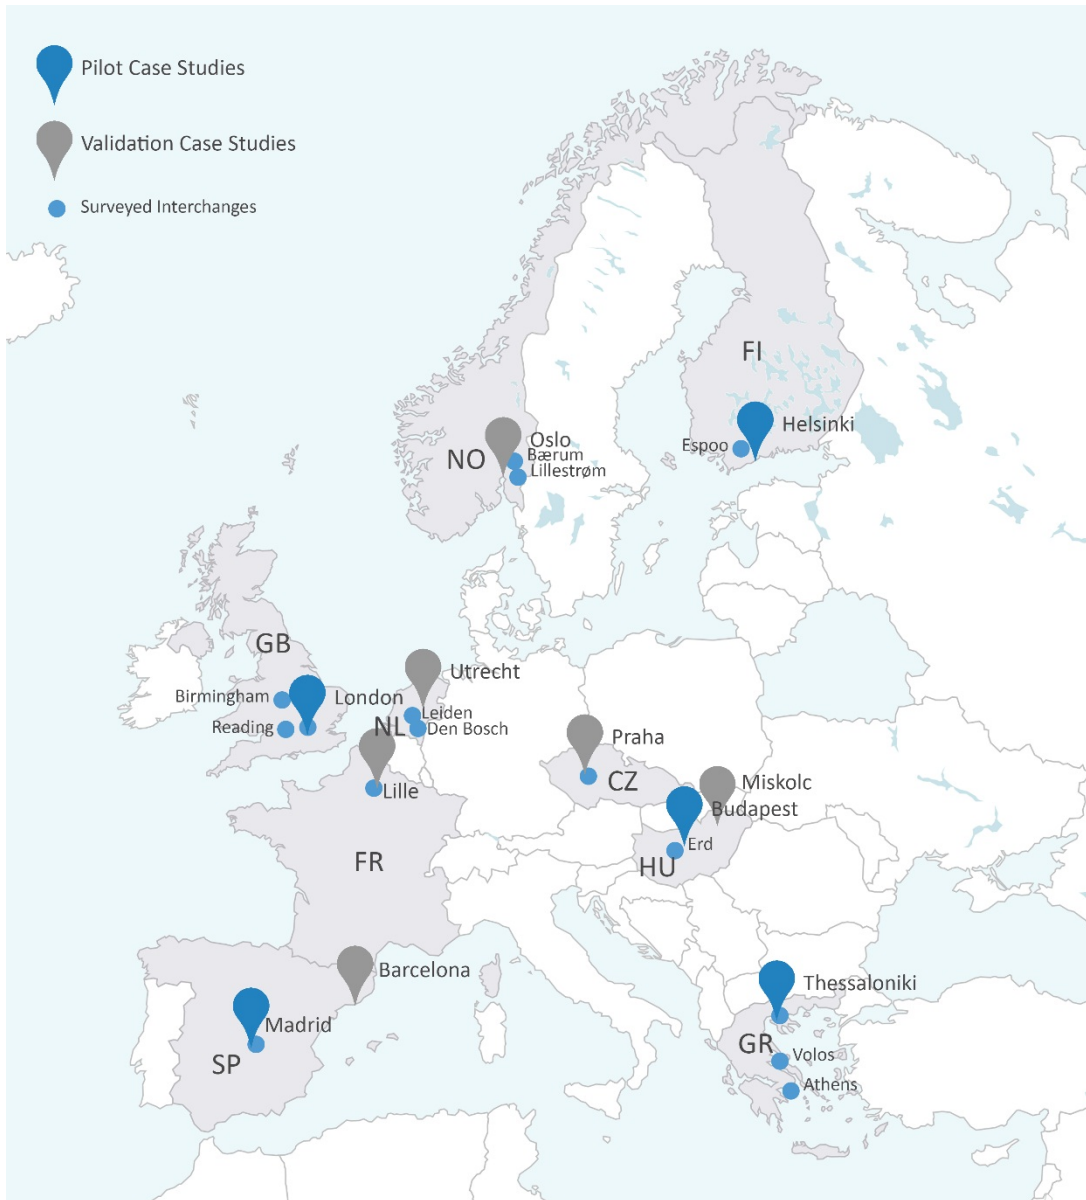 Pilot Case Studies
Validation Case Studies
Surveyed Interchanges
FI
Helsinki
Espoo
Oslo
Bærum
Lillestrøm
NO
GB
Birmingham
London
Reading
Utrecht
Leiden
Den Bosch
NL
Lille
Praha
CZ
Miskolc
Budapest
Erd
HU
FR
Barcelona
Madrid
SP
Thessaloniki
GR
Volos
Athens